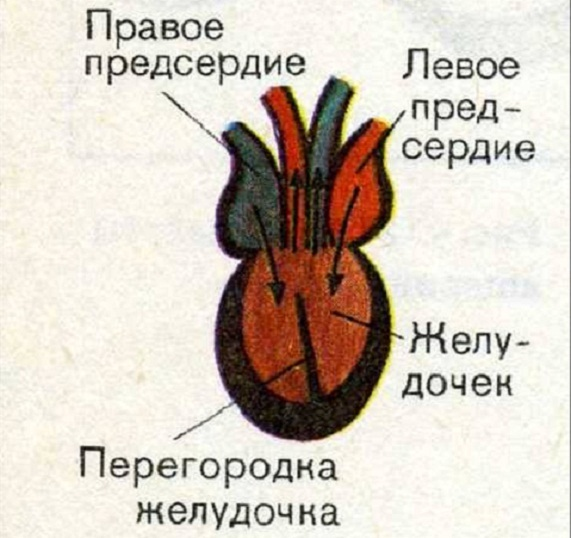 Правое
предсердие
Левое
пред-
сердие
Желу-
дочек
Перегородка
желудочка